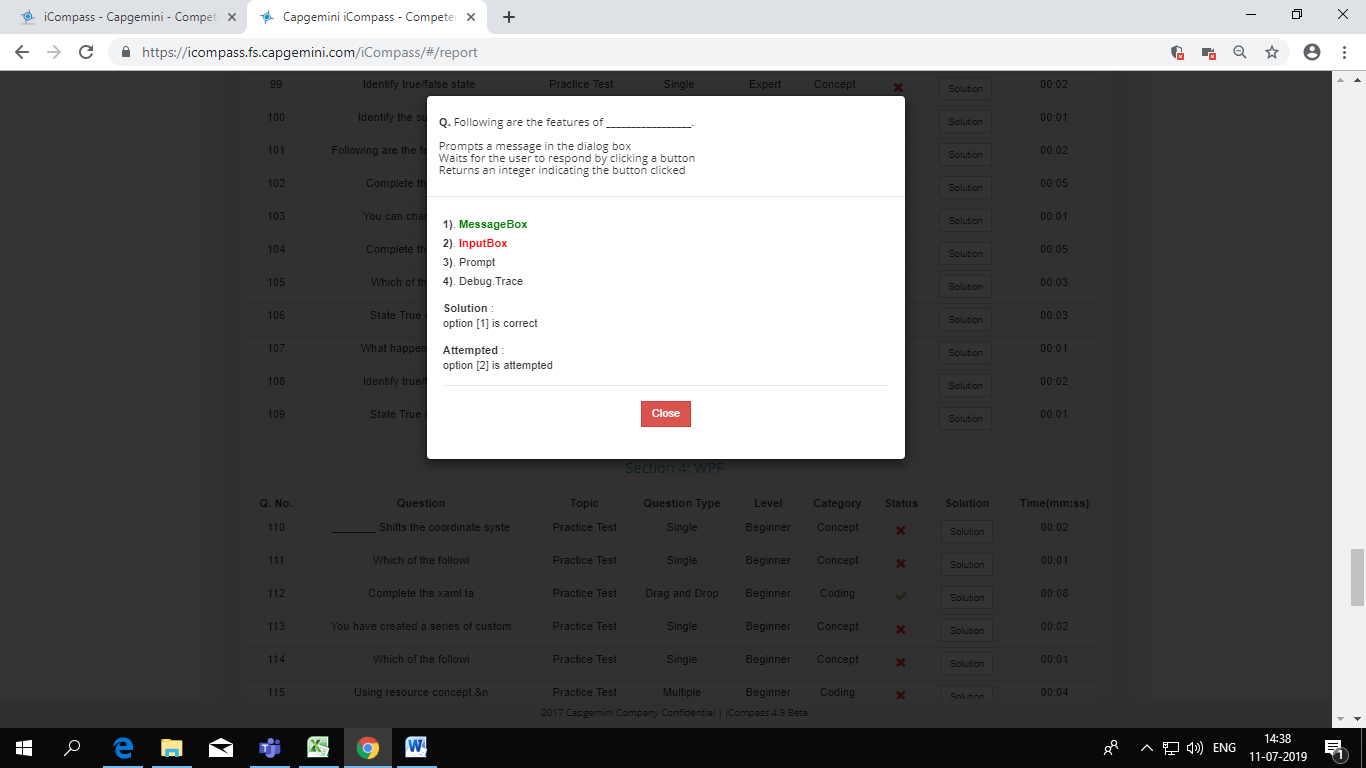 iCompass - Capgemini - Compet
Capgemini iCompass - Competen
https://icompass.fs.capgemini.com/iCompass/#/report
99 Identify true/false state Practice Test Single Expert Concept Solution 00:02
100 Identify the su Solution 00:01
101 Following are the fe Solution 00:02
102 Complete th Solution 00:05
103 You can cha Solution 00:01
104 Complete th Solution 00:05
105 Which of th Solution 00:03
106 State True Solution 00:03
107 What happen Solution 00:01
108 Identify true/f Solution 00:02
109 State True Solution 00:01
Q. Following are the features of ________________.
Prompts a message in the dialog box
Waits for the user to respond by clicking a button
Returns an integer indicating the button clicked
1). MessageBox
2). InputBox
3). Prompt
4). Debug.Trace
Solution :
option [1] is correct
Attempted :
option [2] is attempted
Close
Section 4: WPF
Q. No. Question Topic Question Type Level Category Status Solution Time(mm:ss)
110 ________ Shifts the coordinate syste Practice Test Single Beginner Concept Solution 00:02
111 Which of the followi Practice Test Single Beginner Concept Solution 00:01
112 Complete the xaml ta Practice Test Drag and Drop Beginner Coding Solution 00:08
113 You have created a series of custom Practice Test Single Beginner Concept Solution 00:02
114 Which of the followi Practice Test Single Beginner Concept Solution 00:01
115 Using resource concept,&n Practice Test Multiple Beginner Coding Solution 00:04
2017 Capgemini Company Confidential | iCompass 4.9 Beta
ENG
14:38
11-07-2019
1